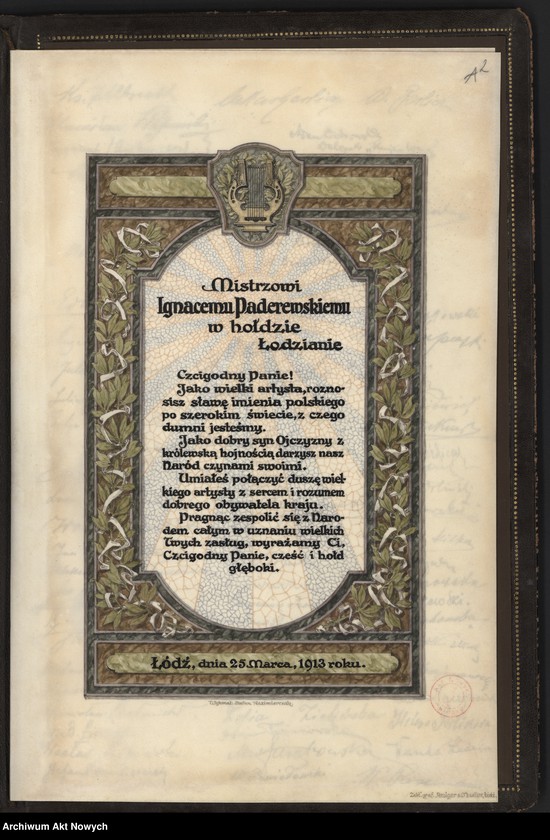 A2
Mistrzowi
Ignacemu Paderewskiemu
w hołdzie
Łodzianie
Czcigodny Panie!
Jako wielki artysta, rozno-
sisz sławę imienia polskiego
po szerokim świecie, z czego
dumni jesteśmy.
Jako dobry syn Ojczyzny z
królewską hojnością darzysz nasz
Naród czynami swoimi.
Umiałeś połączyć duszę wiel-
kiego artysty z sercem i rozumem
dobrego obywatela kraju.
Pragnąc zespolić się z Naro-
dem całym w uznaniu wielkich
Twych zasług, wyrażamy Ci,
Czcigodny Panie, cześć i hołd
głęboki.
Łódź, dnia 25. Marca, 1913 roku.
Archiwum Akt Nowych